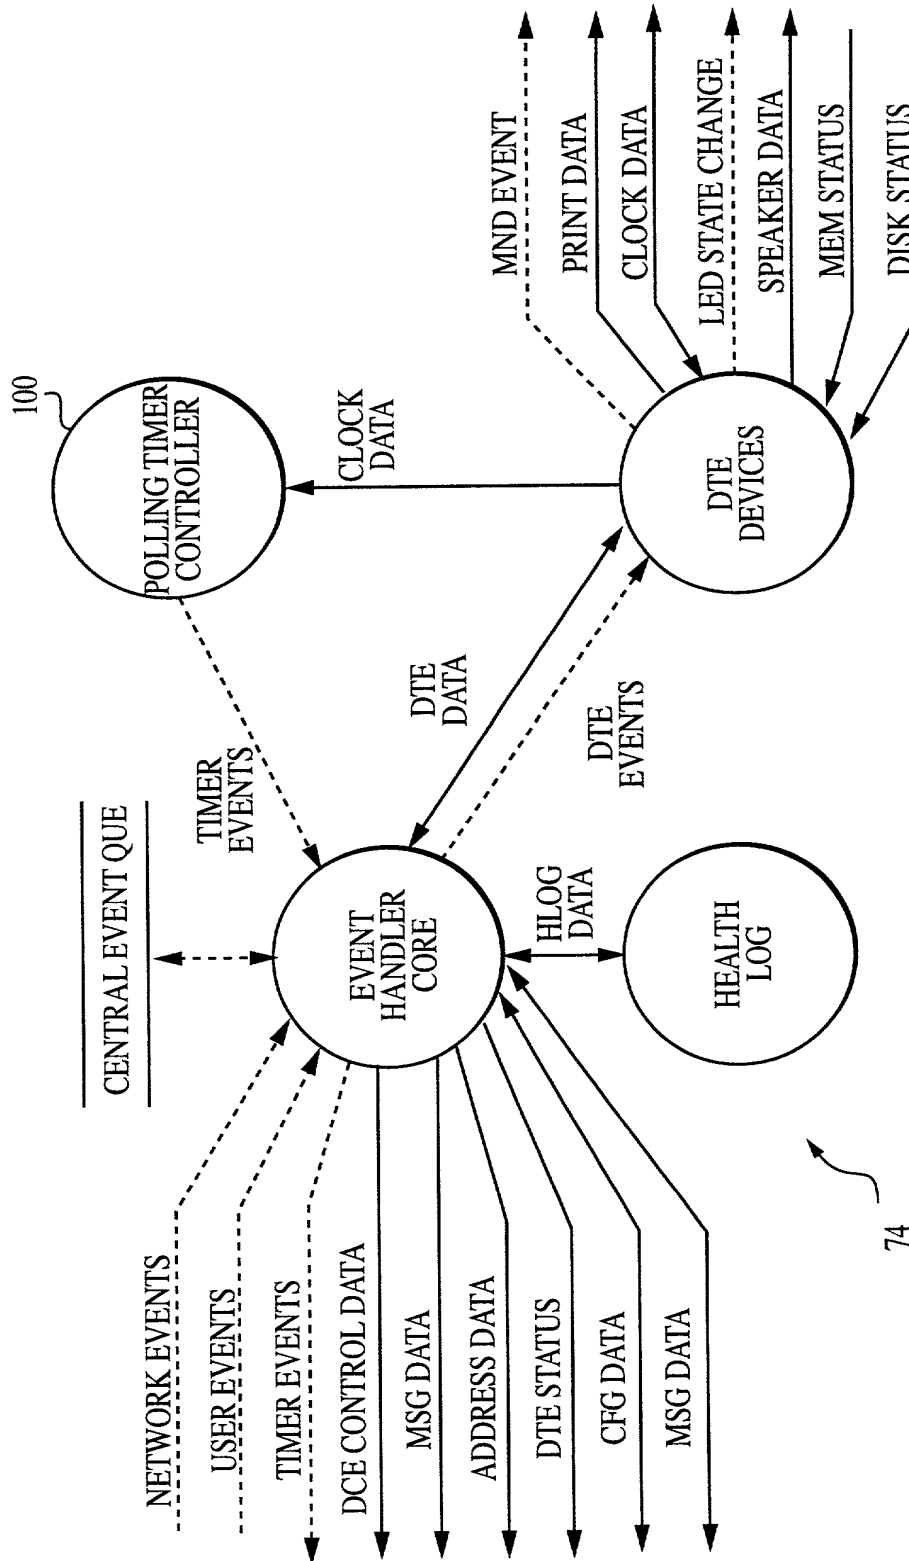 NETWORK EVENTS
USER EVENTS
TIMER EVENTS
DCE CONTROL DATA
MSG DATA
ADDRESS DATA
DTE STATUS
CFG DATA
MSG DATA
74
CENTRAL EVENT QUE
EVENT
HANDLER
CORE
HLOG
DATA
HEALTH
LOG
TIMER
EVENTS
DTE
DATA
DTE
EVENTS
100
POLLING TIMER
CONTROLLER
CLOCK
DATA
DTE
DEVICES
MND EVENT
PRINT DATA
CLOCK DATA
LED STATE CHANGE
SPEAKER DATA
MEM STATUS
DISK STATUS